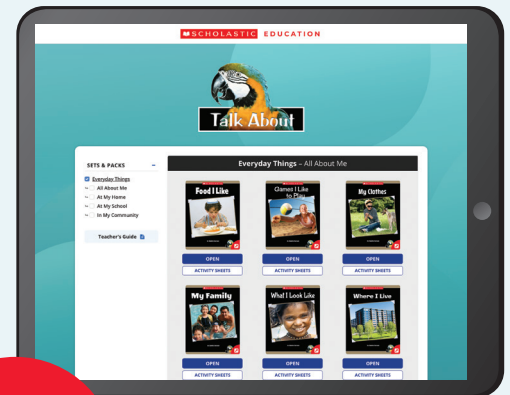 SCHOLASTIC EDUCATION
Talk About
SETS & PACKS –
Everyday Things
All About Me
At My Home
At My School
In My Community
Teacher's Guide
Everyday Things – All About Me
Food I Like
Games I Like
to Play
My Clothes
OPEN
OPEN
OPEN
ACTIVITY SHEETS
ACTIVITY SHEETS
ACTIVITY SHEETS
My Family
What I Look Like
Where I Live
OPEN
OPEN
OPEN
ACTIVITY SHEETS
ACTIVITY SHEETS
ACTIVITY SHEETS